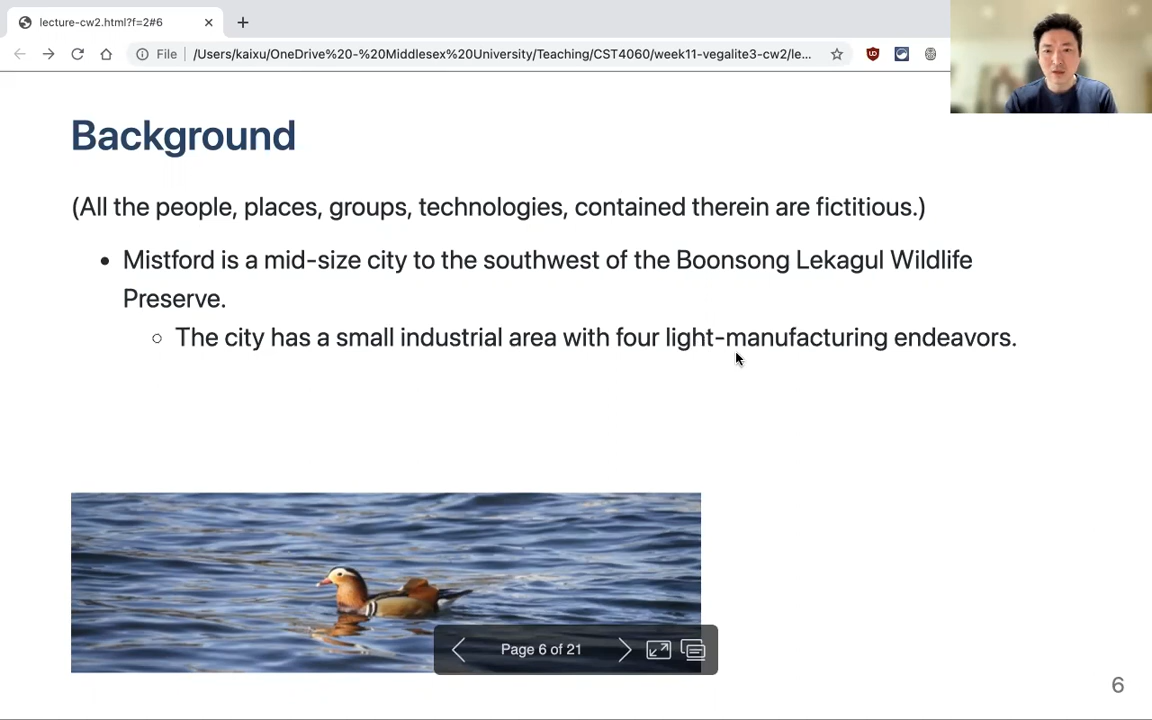 lecture-cw2.html?f=2#6
File
/Users/kaixu/OneDrive%20-%20Middlesex%20University/Teaching/CST4060/week11-vegalite3-cw2/le...
Background
(All the people, places, groups, technologies, contained therein are fictitious.)
• Mistford is a mid-size city to the southwest of the Boonsong Lekagul Wildlife
Preserve.
○ The city has a small industrial area with four light-manufacturing endeavors.
Page 6 of 21
6